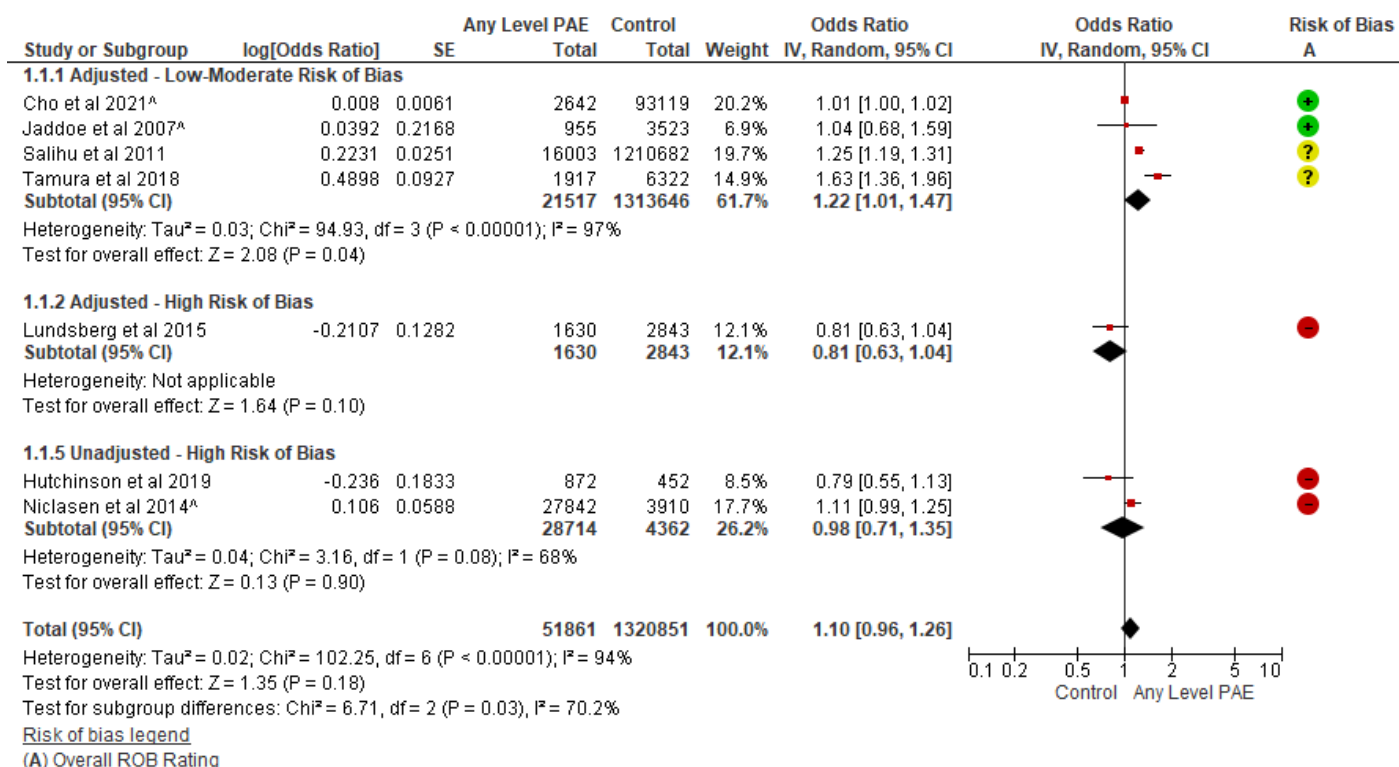 Any Level PAE Control Odds Ratio Odds Ratio Risk of Bias
Study or Subgroup log[Odds Ratio] SE Total Total Weight IV, Random, 95% CI IV, Random, 95% CI A
1.1.1 Adjusted - Low-Moderate Risk of Bias
Cho et al 2021^ 0.008 0.0061 2642 93119 20.2% 1.01 [1.00, 1.02] +
Jaddoe et al 2007^ 0.0392 0.2168 955 3523 6.9% 1.04 [0.68, 1.59] +
Salihu et al 2011 0.2231 0.0251 16003 1210682 19.7% 1.25 [1.19, 1.31] ?
Tamura et al 2018 0.4898 0.0927 1917 6322 14.9% 1.63 [1.36, 1.96] ?
Subtotal (95% CI) 21517 1313646 61.7% 1.22 [1.01, 1.47]
Heterogeneity: Tau² = 0.03; Chi² = 94.93, df = 3 (P < 0.00001); I² = 97%
Test for overall effect: Z = 2.08 (P = 0.04)
1.1.2 Adjusted - High Risk of Bias
Lundsberg et al 2015 -0.2107 0.1282 1630 2843 12.1% 0.81 [0.63, 1.04] -
Subtotal (95% CI) 1630 2843 12.1% 0.81 [0.63, 1.04]
Heterogeneity: Not applicable
Test for overall effect: Z = 1.64 (P = 0.10)
1.1.5 Unadjusted - High Risk of Bias
Hutchinson et al 2019 -0.236 0.1833 872 452 8.5% 0.79 [0.55, 1.13] -
Niclasen et al 2014^ 0.106 0.0588 27842 3910 17.7% 1.11 [0.99, 1.25] -
Subtotal (95% CI) 28714 4362 26.2% 0.98 [0.71, 1.35]
Heterogeneity: Tau² = 0.04; Chi² = 3.16, df = 1 (P = 0.08); I² = 68%
Test for overall effect: Z = 0.13 (P = 0.90)
Total (95% CI) 51861 1320851 100.0% 1.10 [0.96, 1.26]
Heterogeneity: Tau² = 0.02; Chi² = 102.25, df = 6 (P < 0.00001); I² = 94%
Test for overall effect: Z = 1.35 (P = 0.18)
Test for subgroup differences: Chi² = 6.71, df = 2 (P = 0.03), I² = 70.2%
0.1 0.2 0.5 1 2 5 10
Control Any Level PAE
Risk of bias legend
(A) Overall ROB Rating